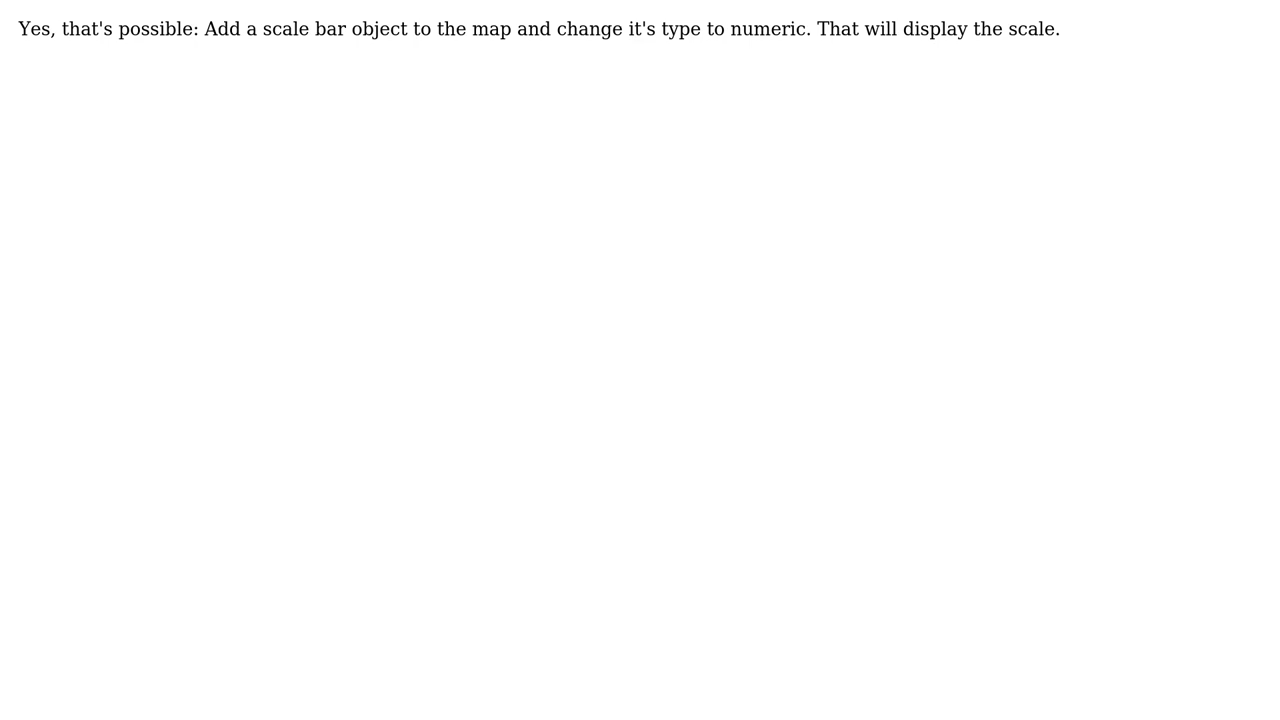 Yes, that's possible: Add a scale bar object to the map and change it's type to numeric. That will display the scale.